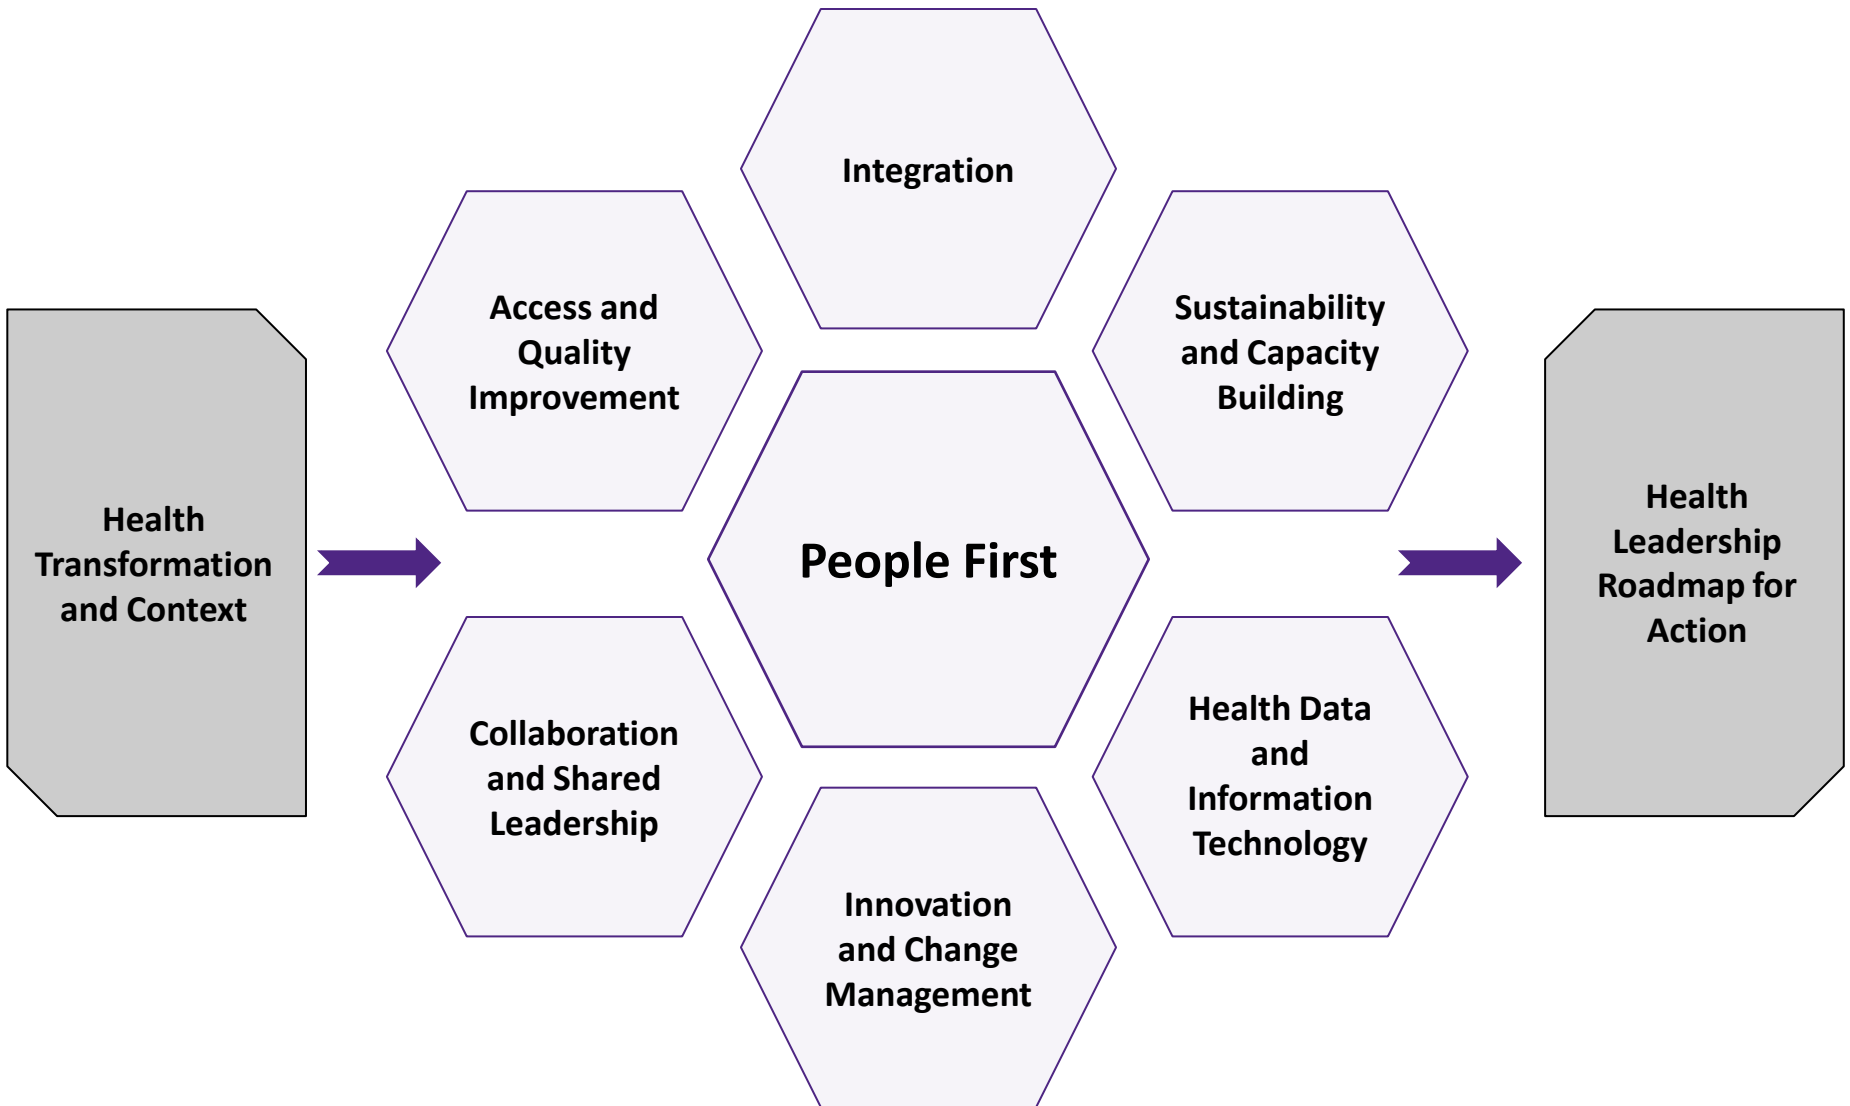 Integration
Access and
Quality
Improvement
Sustainability
and Capacity
Building
Health
Transformation
and Context
People First
Health
Leadership
Roadmap for
Action
Collaboration
and Shared
Leadership
Health Data
and
Information
Technology
Innovation
and Change
Management